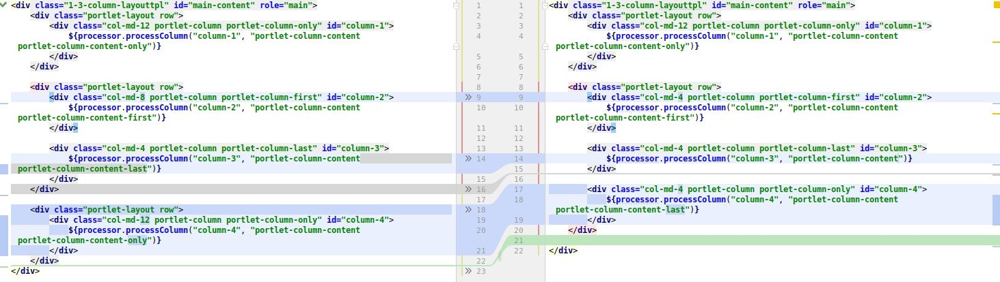 <div class="1-3-column-layouttpl" id="main-content" role="main">
<div class="portlet-layout row">
<div class="col-md-12 portlet-column portlet-column-only" id="column-1">
${processor.processColumn("column-1", "portlet-column-content
portlet-column-content-only")}
</div>
</div>
<div class="portlet-layout row">
<div class="col-md-8 portlet-column portlet-column-first" id="column-2">
${processor.processColumn("column-2", "portlet-column-content
portlet-column-content-first")}
</div>
<div class="col-md-4 portlet-column portlet-column-last" id="column-3">
${processor.processColumn("column-3", "portlet-column-content
portlet-column-content-last")}
</div>
</div>
<div class="portlet-layout row">
<div class="col-md-12 portlet-column portlet-column-only" id="column-4">
${processor.processColumn("column-4", "portlet-column-content
portlet-column-content-only")}
</div>
</div>
</div>
1 1
2 2
3 3
4 4
5 5
6 6
7 7
8 8
9 9
10 10
11 11
12 12
13 13
14 14
15
15 16
16 17
17 18
18
19 19
20 20
21
21 22
22
23
<div class="1-3-column-layouttpl" id="main-content" role="main">
<div class="portlet-layout row">
<div class="col-md-12 portlet-column portlet-column-only" id="column-1">
${processor.processColumn("column-1", "portlet-column-content
portlet-column-content-only")}
</div>
</div>
<div class="portlet-layout row">
<div class="col-md-4 portlet-column portlet-column-first" id="column-2">
${processor.processColumn("column-2", "portlet-column-content
portlet-column-content-first")}
</div>
<div class="col-md-4 portlet-column portlet-column-last" id="column-3">
${processor.processColumn("column-3", "portlet-column-content")}
</div>
<div class="col-md-4 portlet-column portlet-column-only" id="column-4">
${processor.processColumn("column-4", "portlet-column-content
portlet-column-content-last")}
</div>
</div>
</div>